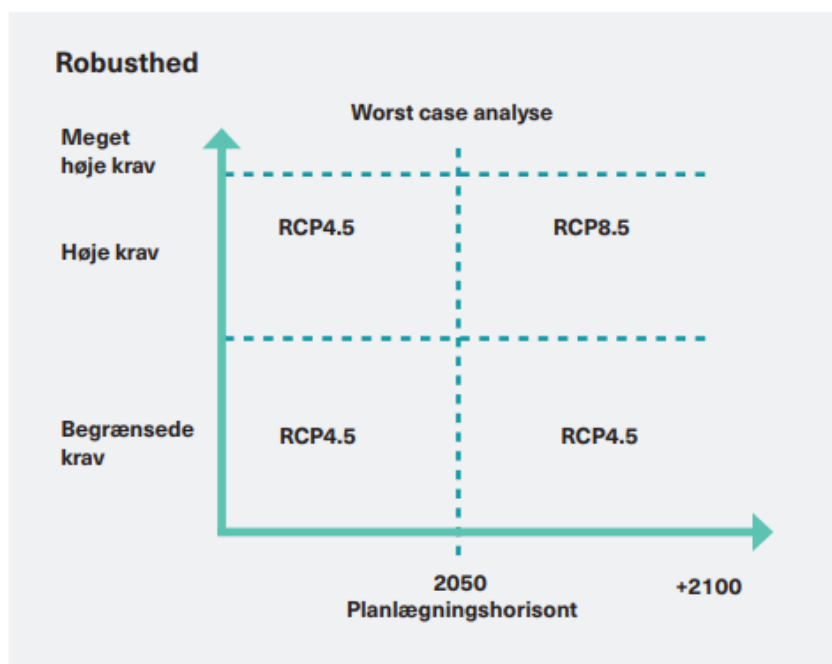 Robusthed
Worst case analyse
Meget
høje krav
RCP4.5
RCP8.5
Høje krav
Begrænsede
krav
RCP4.5
RCP4.5
2050
Planlægningshorisont
+2100